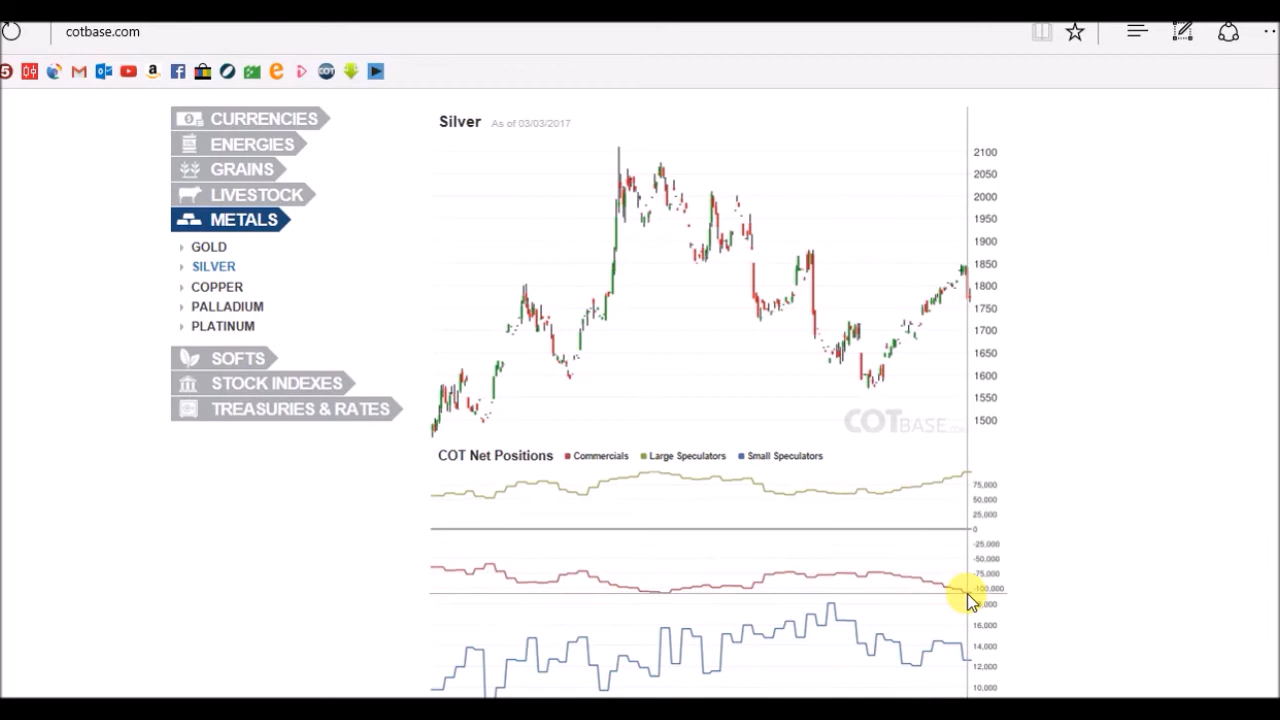 cotbase.com
CURRENCIES
ENERGIES
GRAINS
LIVESTOCK
METALS
GOLD
SILVER
COPPER
PALLADIUM
PLATINUM
SOFTS
STOCK INDEXES
TREASURIES & RATES
Silver As of 03/03/2017
2100
2050
2000
1950
1900
1850
1800
1750
1700
1650
1600
1550
1500
COTBASE.COM
COT Net Positions Commercials Large Speculators Small Speculators
75,000
50,000
25,000
0
-25,000
-50,000
-75,000
-100,000
16,000
14,000
12,000
10,000